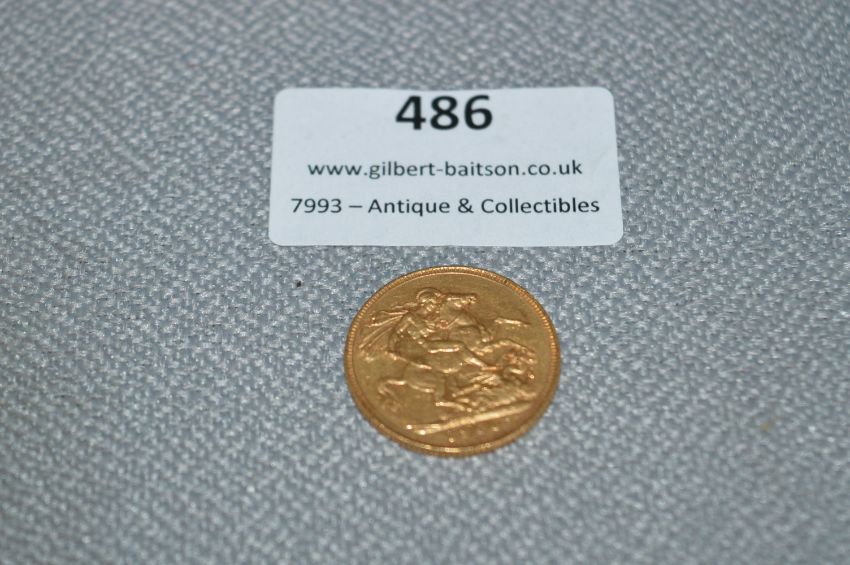 486
www.gilbert-baitson.co.uk
7993 – Antique & Collectibles